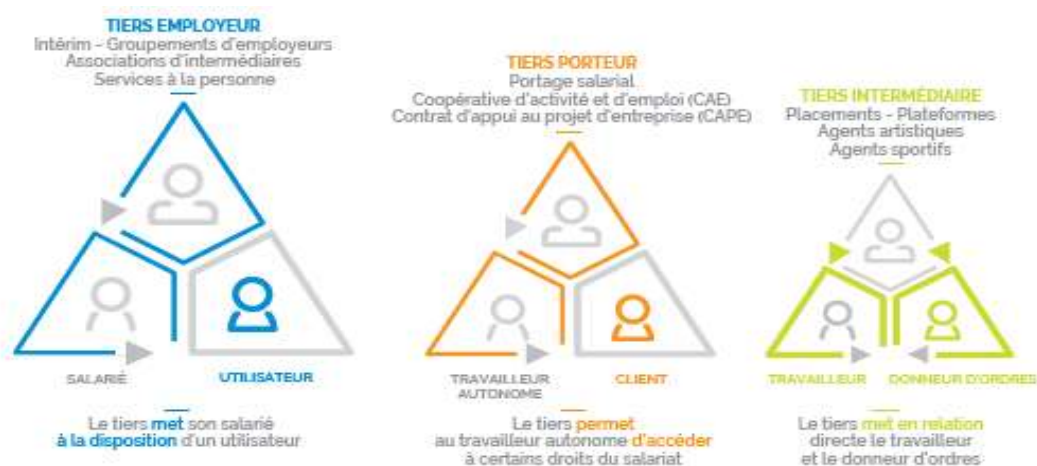 TIERS EMPLOYEUR
Intérim - Groupements d'employeurs
Associations d'intermédiaires
Services à la personne
SALARIÉ
UTILISATEUR
Le tiers met son salarié
à la disposition d'un utilisateur
TIERS PORTEUR
Portage salarial
Coopérative d'activité et d'emploi (CAE)
Contrat d'appui au projet d'entreprise (CAPE)
TRAVAILLEUR
AUTONOME
CLIENT
Le tiers permet
au travailleur autonome d'accéder
à certains droits du salariat
TIERS INTERMÉDIAIRE
Placements - Plateformes
Agents artistiques
Agents sportifs
TRAVAILLEUR
DONNEUR D'ORDRES
Le tiers met en relation
directe le travailleur
et le donneur d'ordres